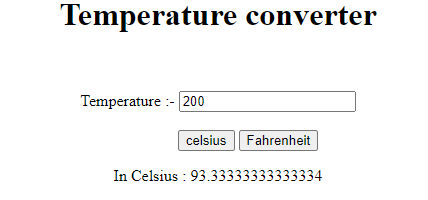 Temperature converter
Temperature :- 200
celsius Fahrenheit
In Celsius : 93.33333333333334